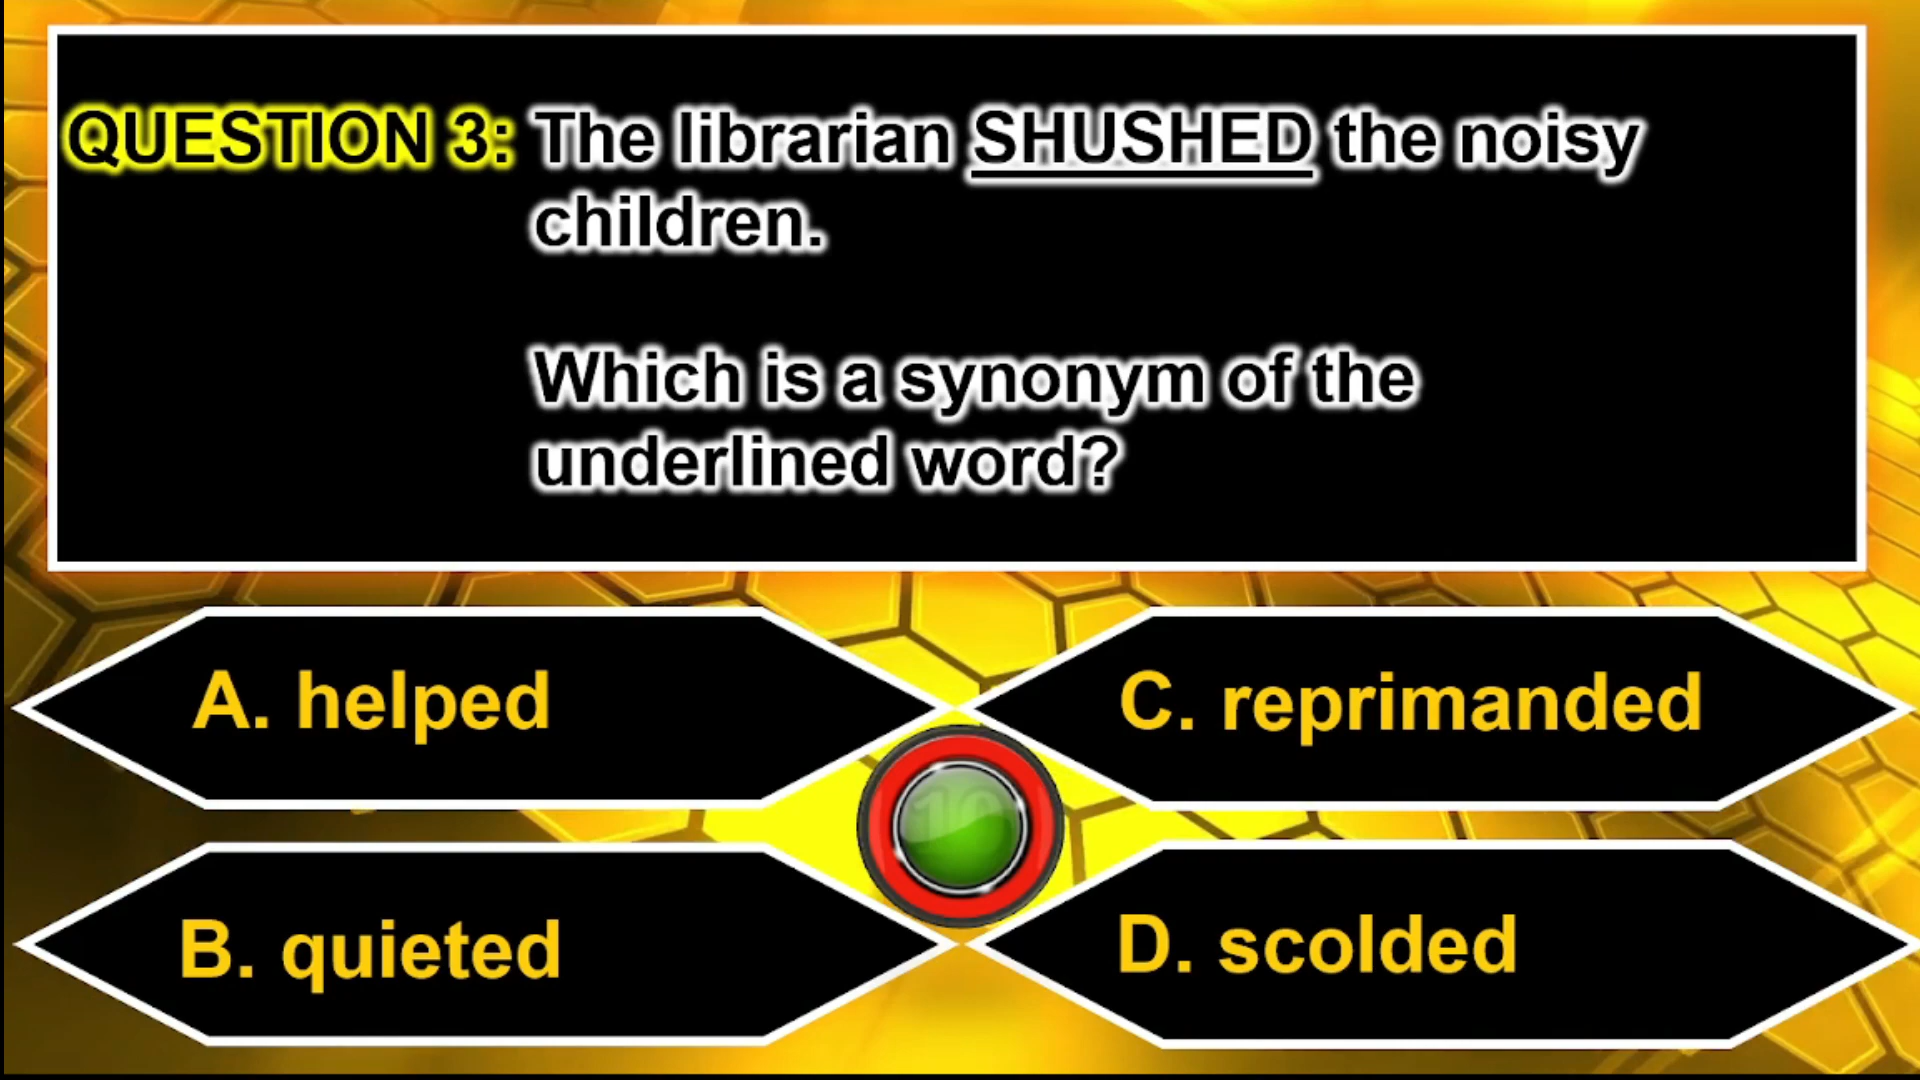 QUESTION 3: The librarian SHUSHED the noisy
children.
Which is a synonym of the
underlined word?
A. helped
C. reprimanded
B. quieted
D. scolded